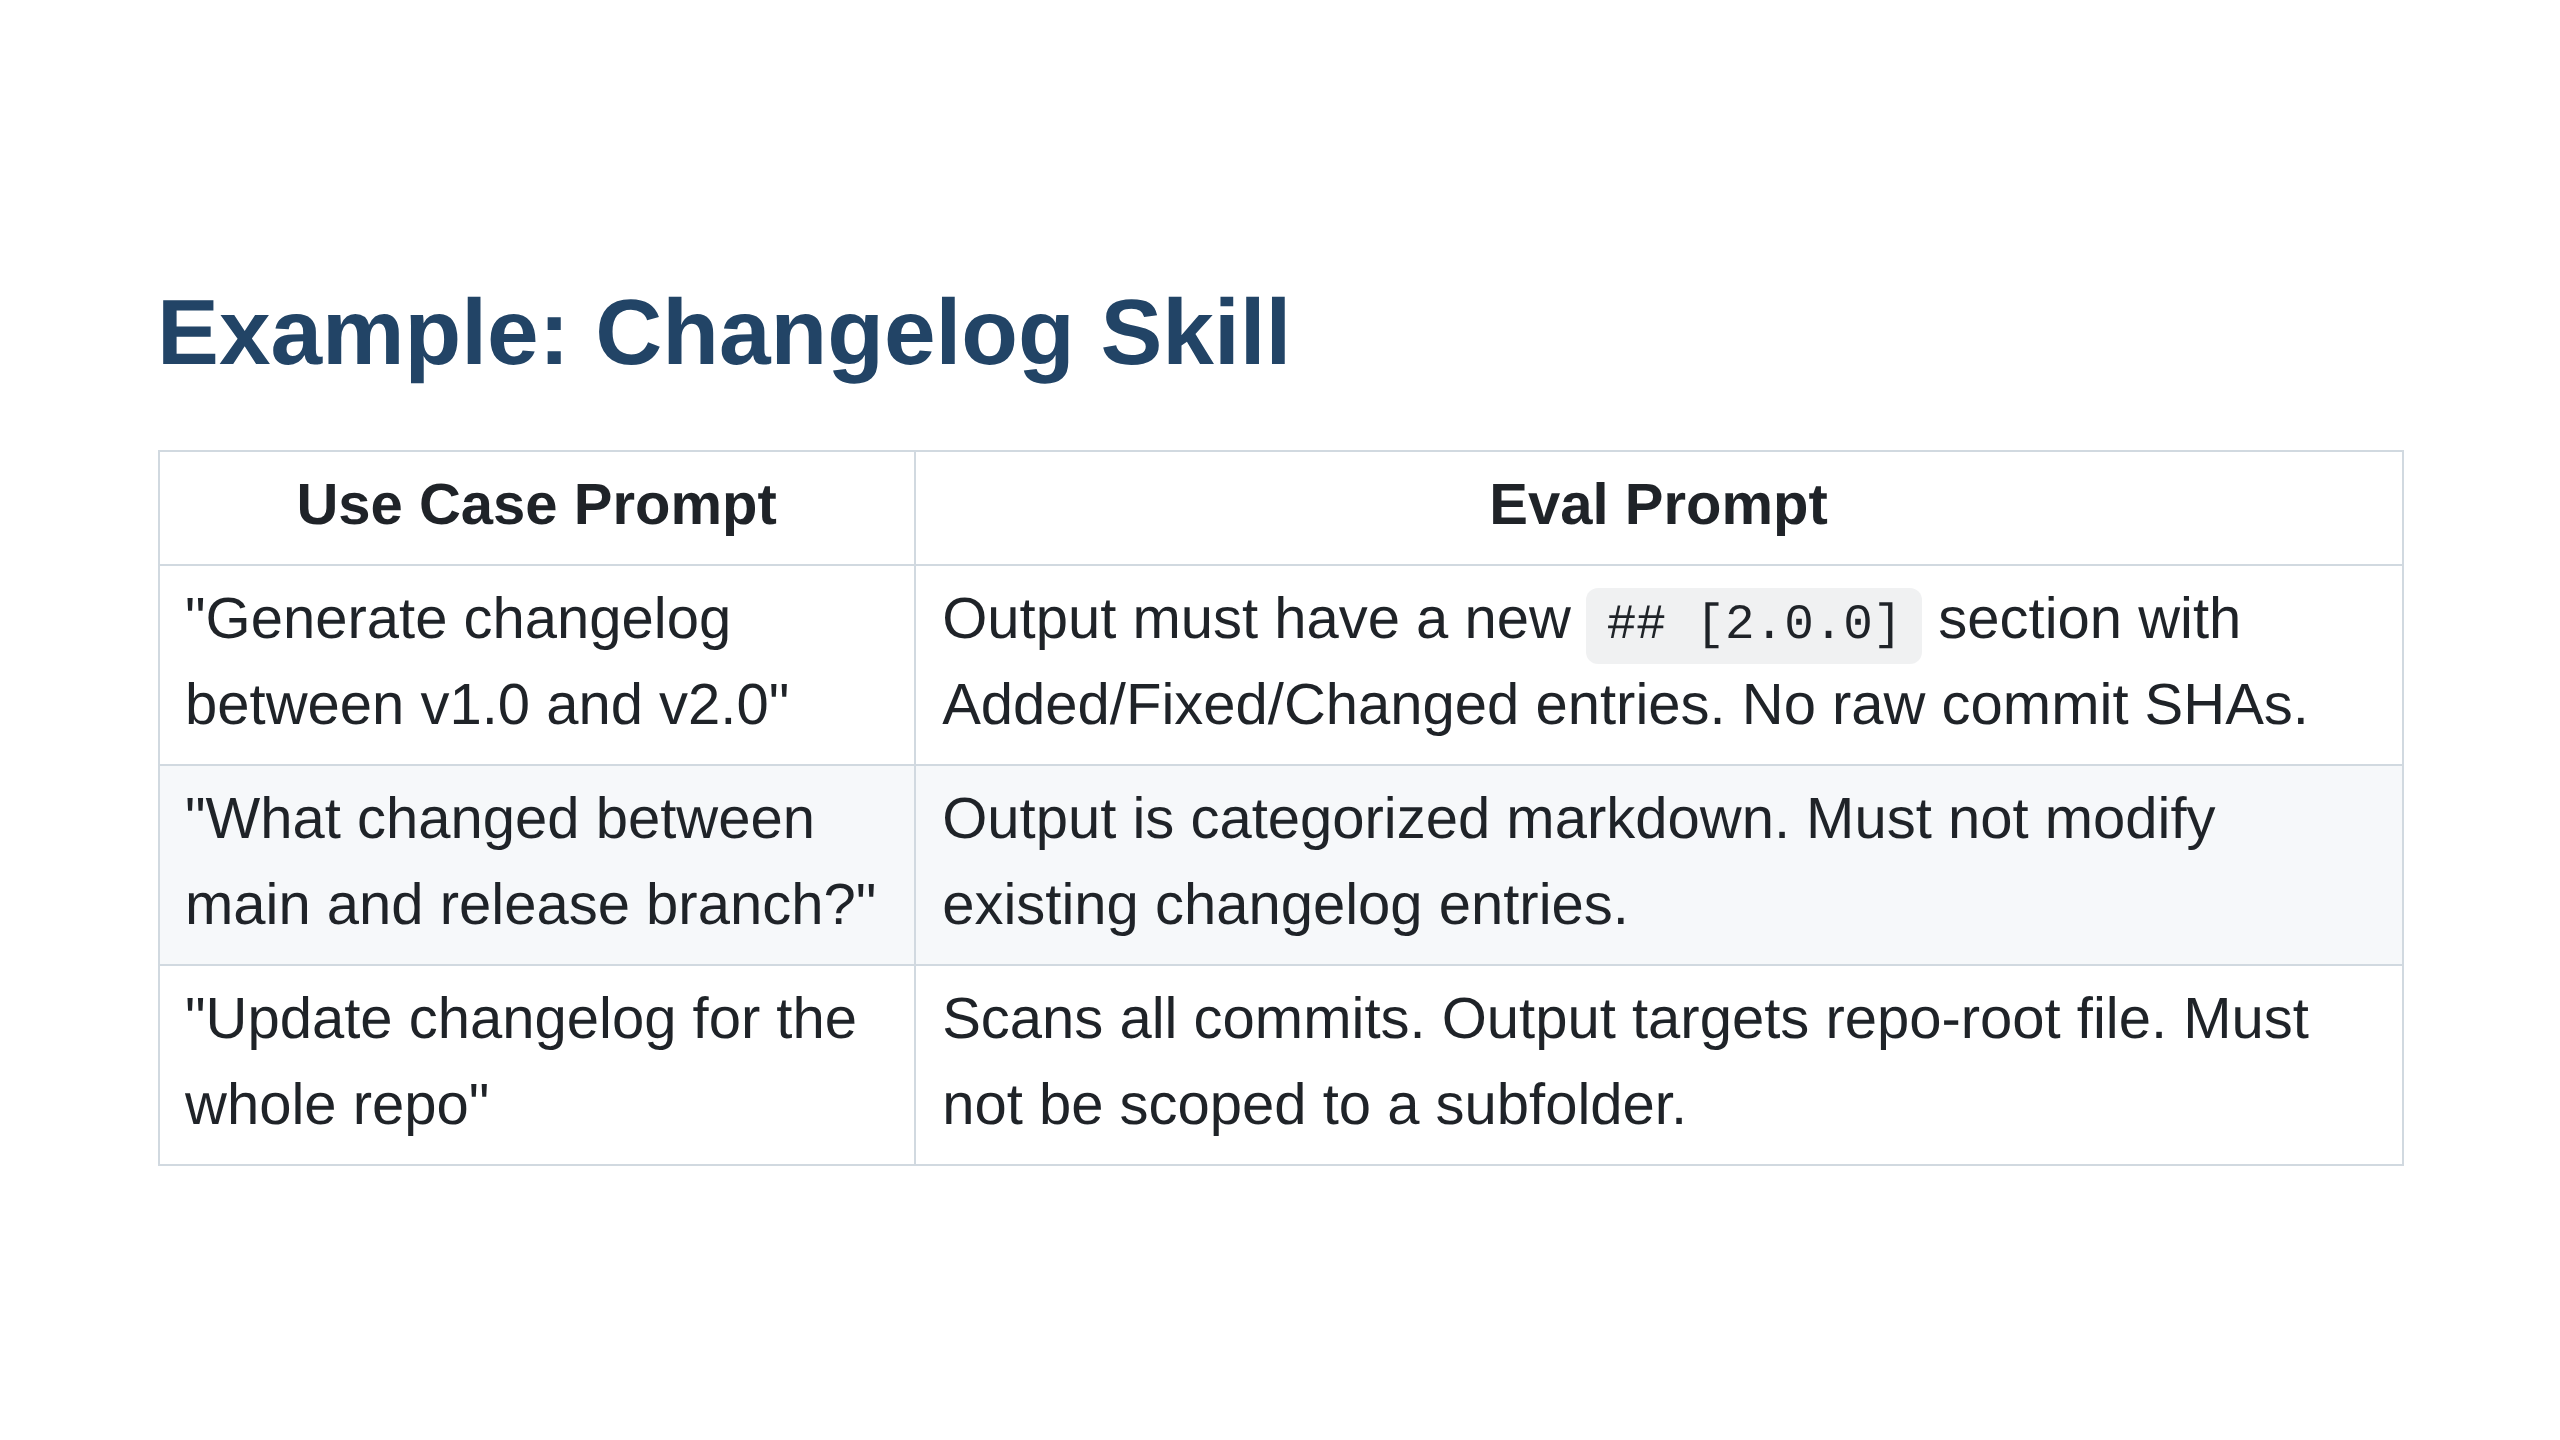 Example: Changelog Skill
Use Case Prompt
Eval Prompt
"Generate changelog
between v1.0 and v2.0"
Output must have a new ## [2.0.0] section with
Added/Fixed/Changed entries. No raw commit SHAs.
"What changed between
main and release branch?"
Output is categorized markdown. Must not modify
existing changelog entries.
"Update changelog for the
whole repo"
Scans all commits. Output targets repo-root file. Must
not be scoped to a subfolder.